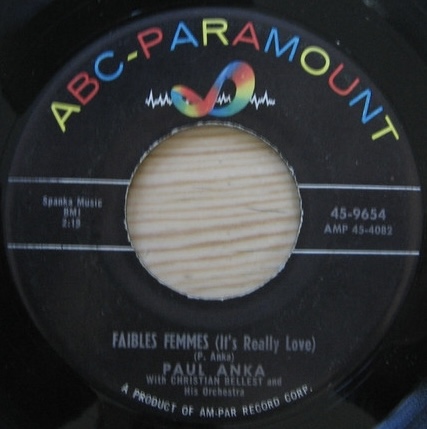 ABC-PARAMOUNT
Spanka Music
BMI
2:18
45-9654
AMP 45-4082
FAIBLES FEMMES (It's Really Love)
(P. Anka)
PAUL ANKA
With CHRISTIAN BELLEST and
His Orchestra
A PRODUCT OF AM-PAR RECORD CORP.